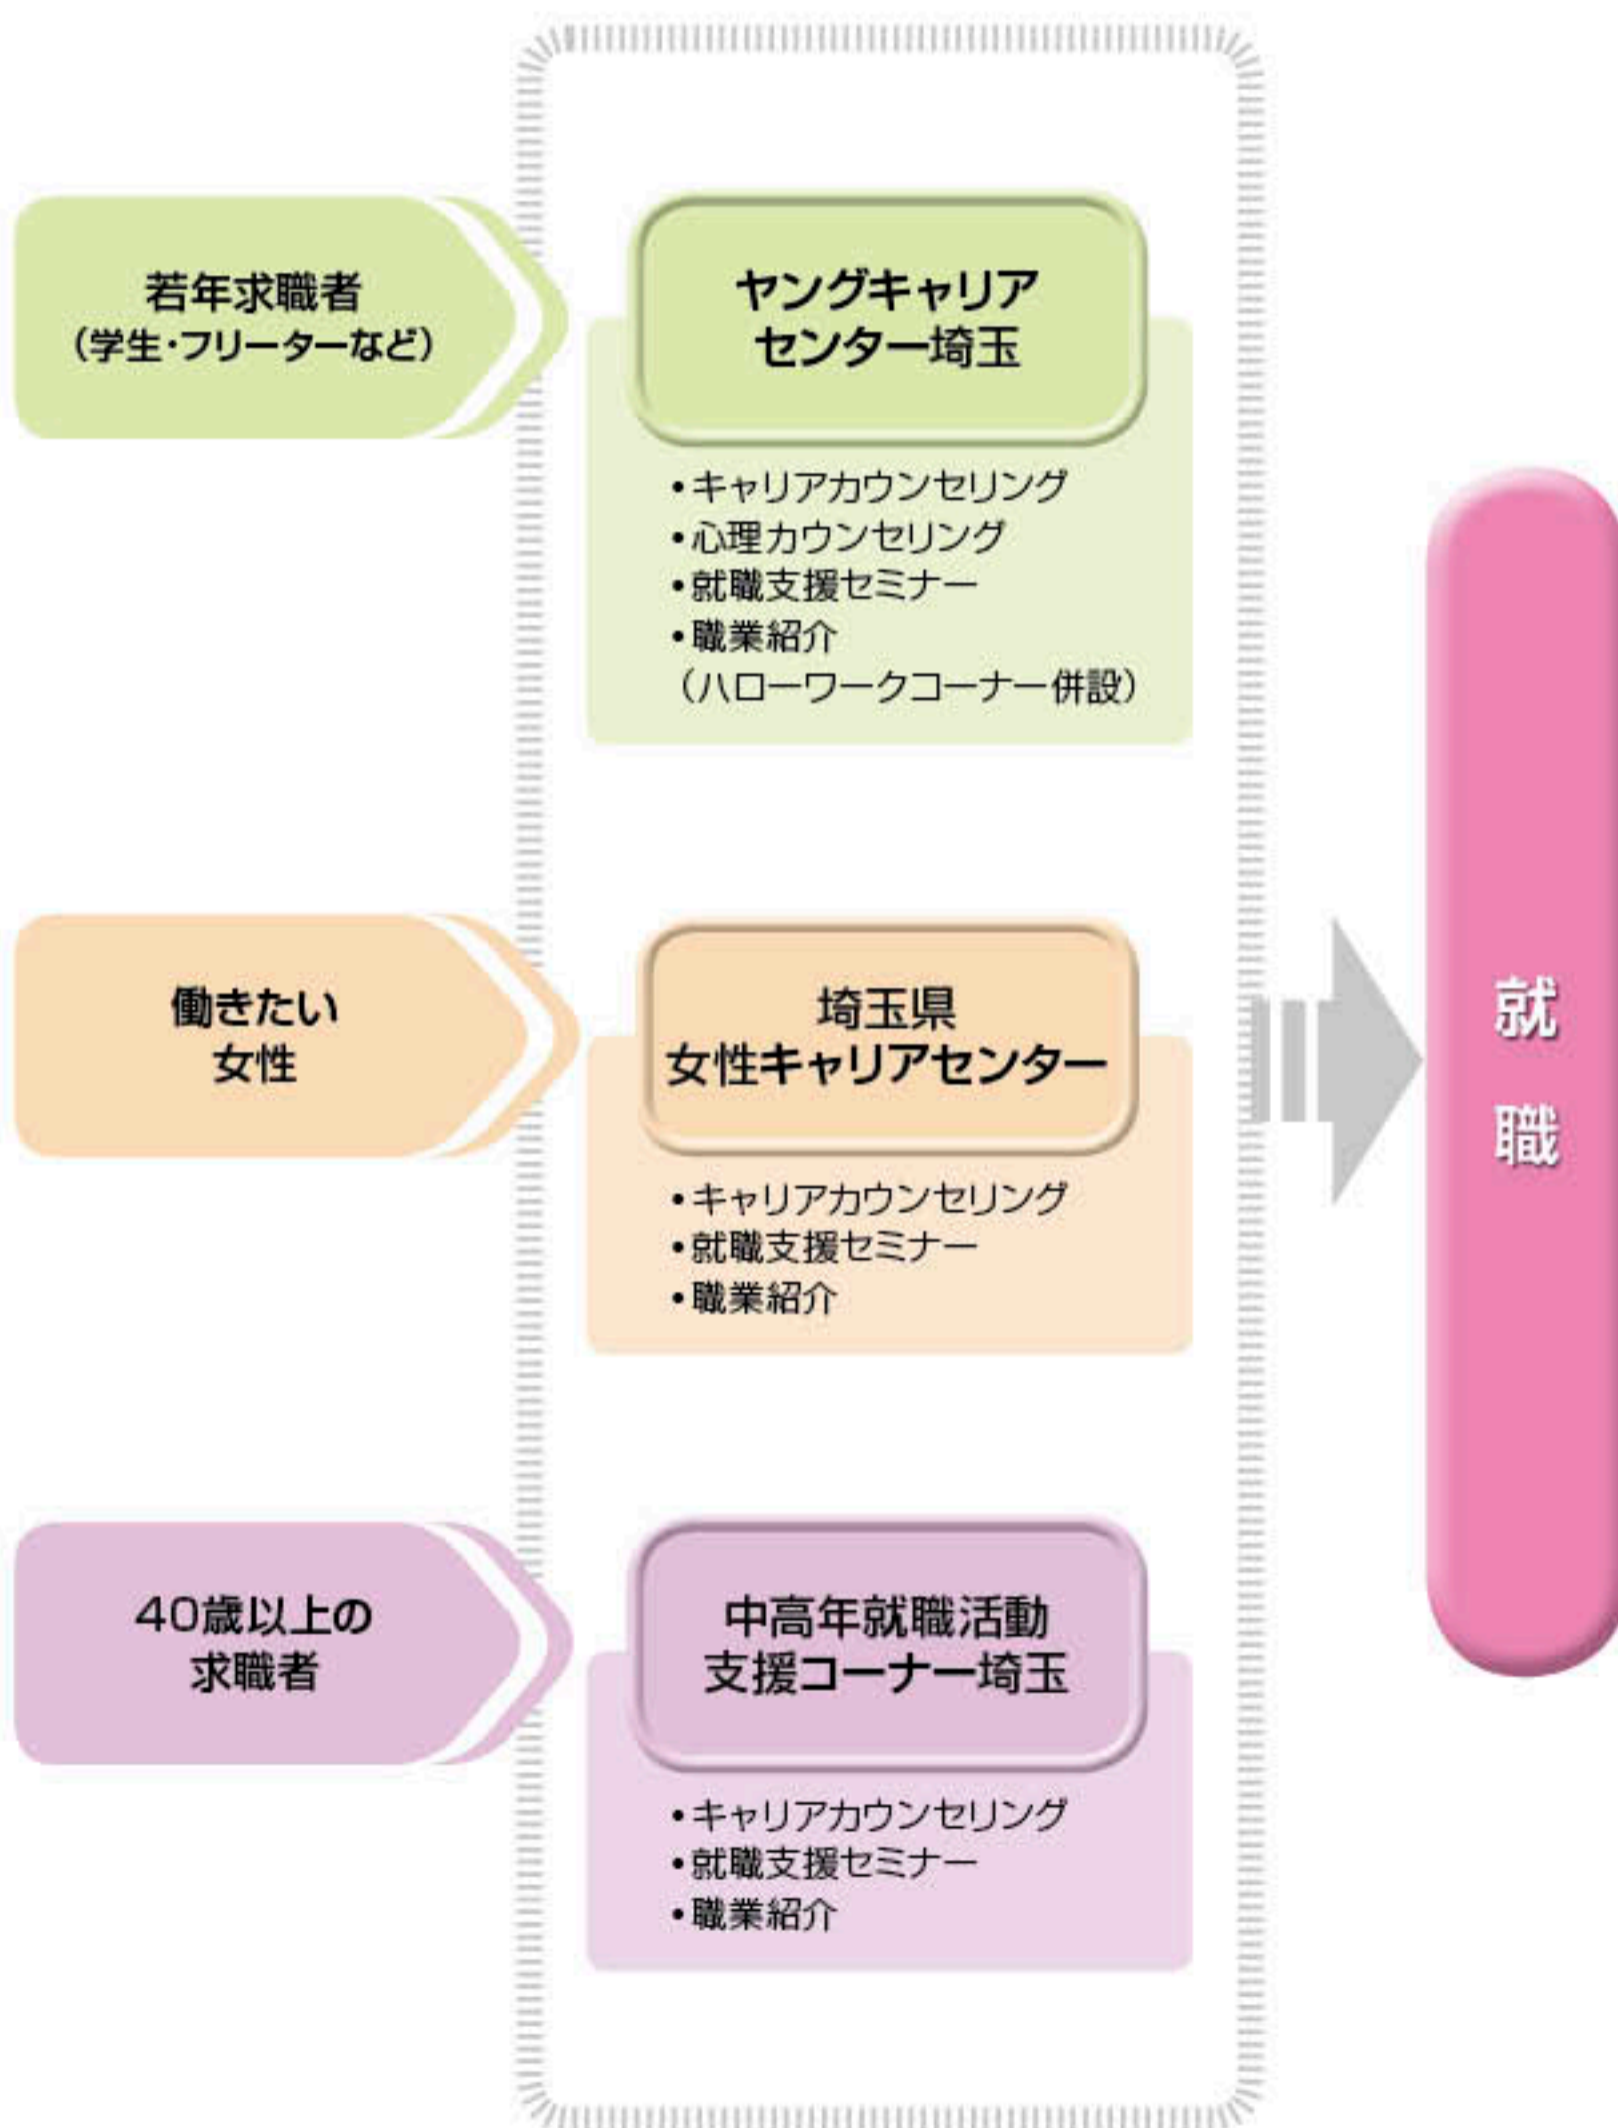 若年求職者
（学生・フリーターなど）
ヤングキャリア
センター埼玉
・キャリアカウンセリング
・心理カウンセリング
・就職支援セミナー
・職業紹介
（ハローワークコーナー併設）
働きたい
女性
埼玉県
女性キャリアセンター
・キャリアカウンセリング
・就職支援セミナー
・職業紹介
40歳以上の
求職者
中高年就職活動
支援コーナー埼玉
・キャリアカウンセリング
・就職支援セミナー
・職業紹介
就職